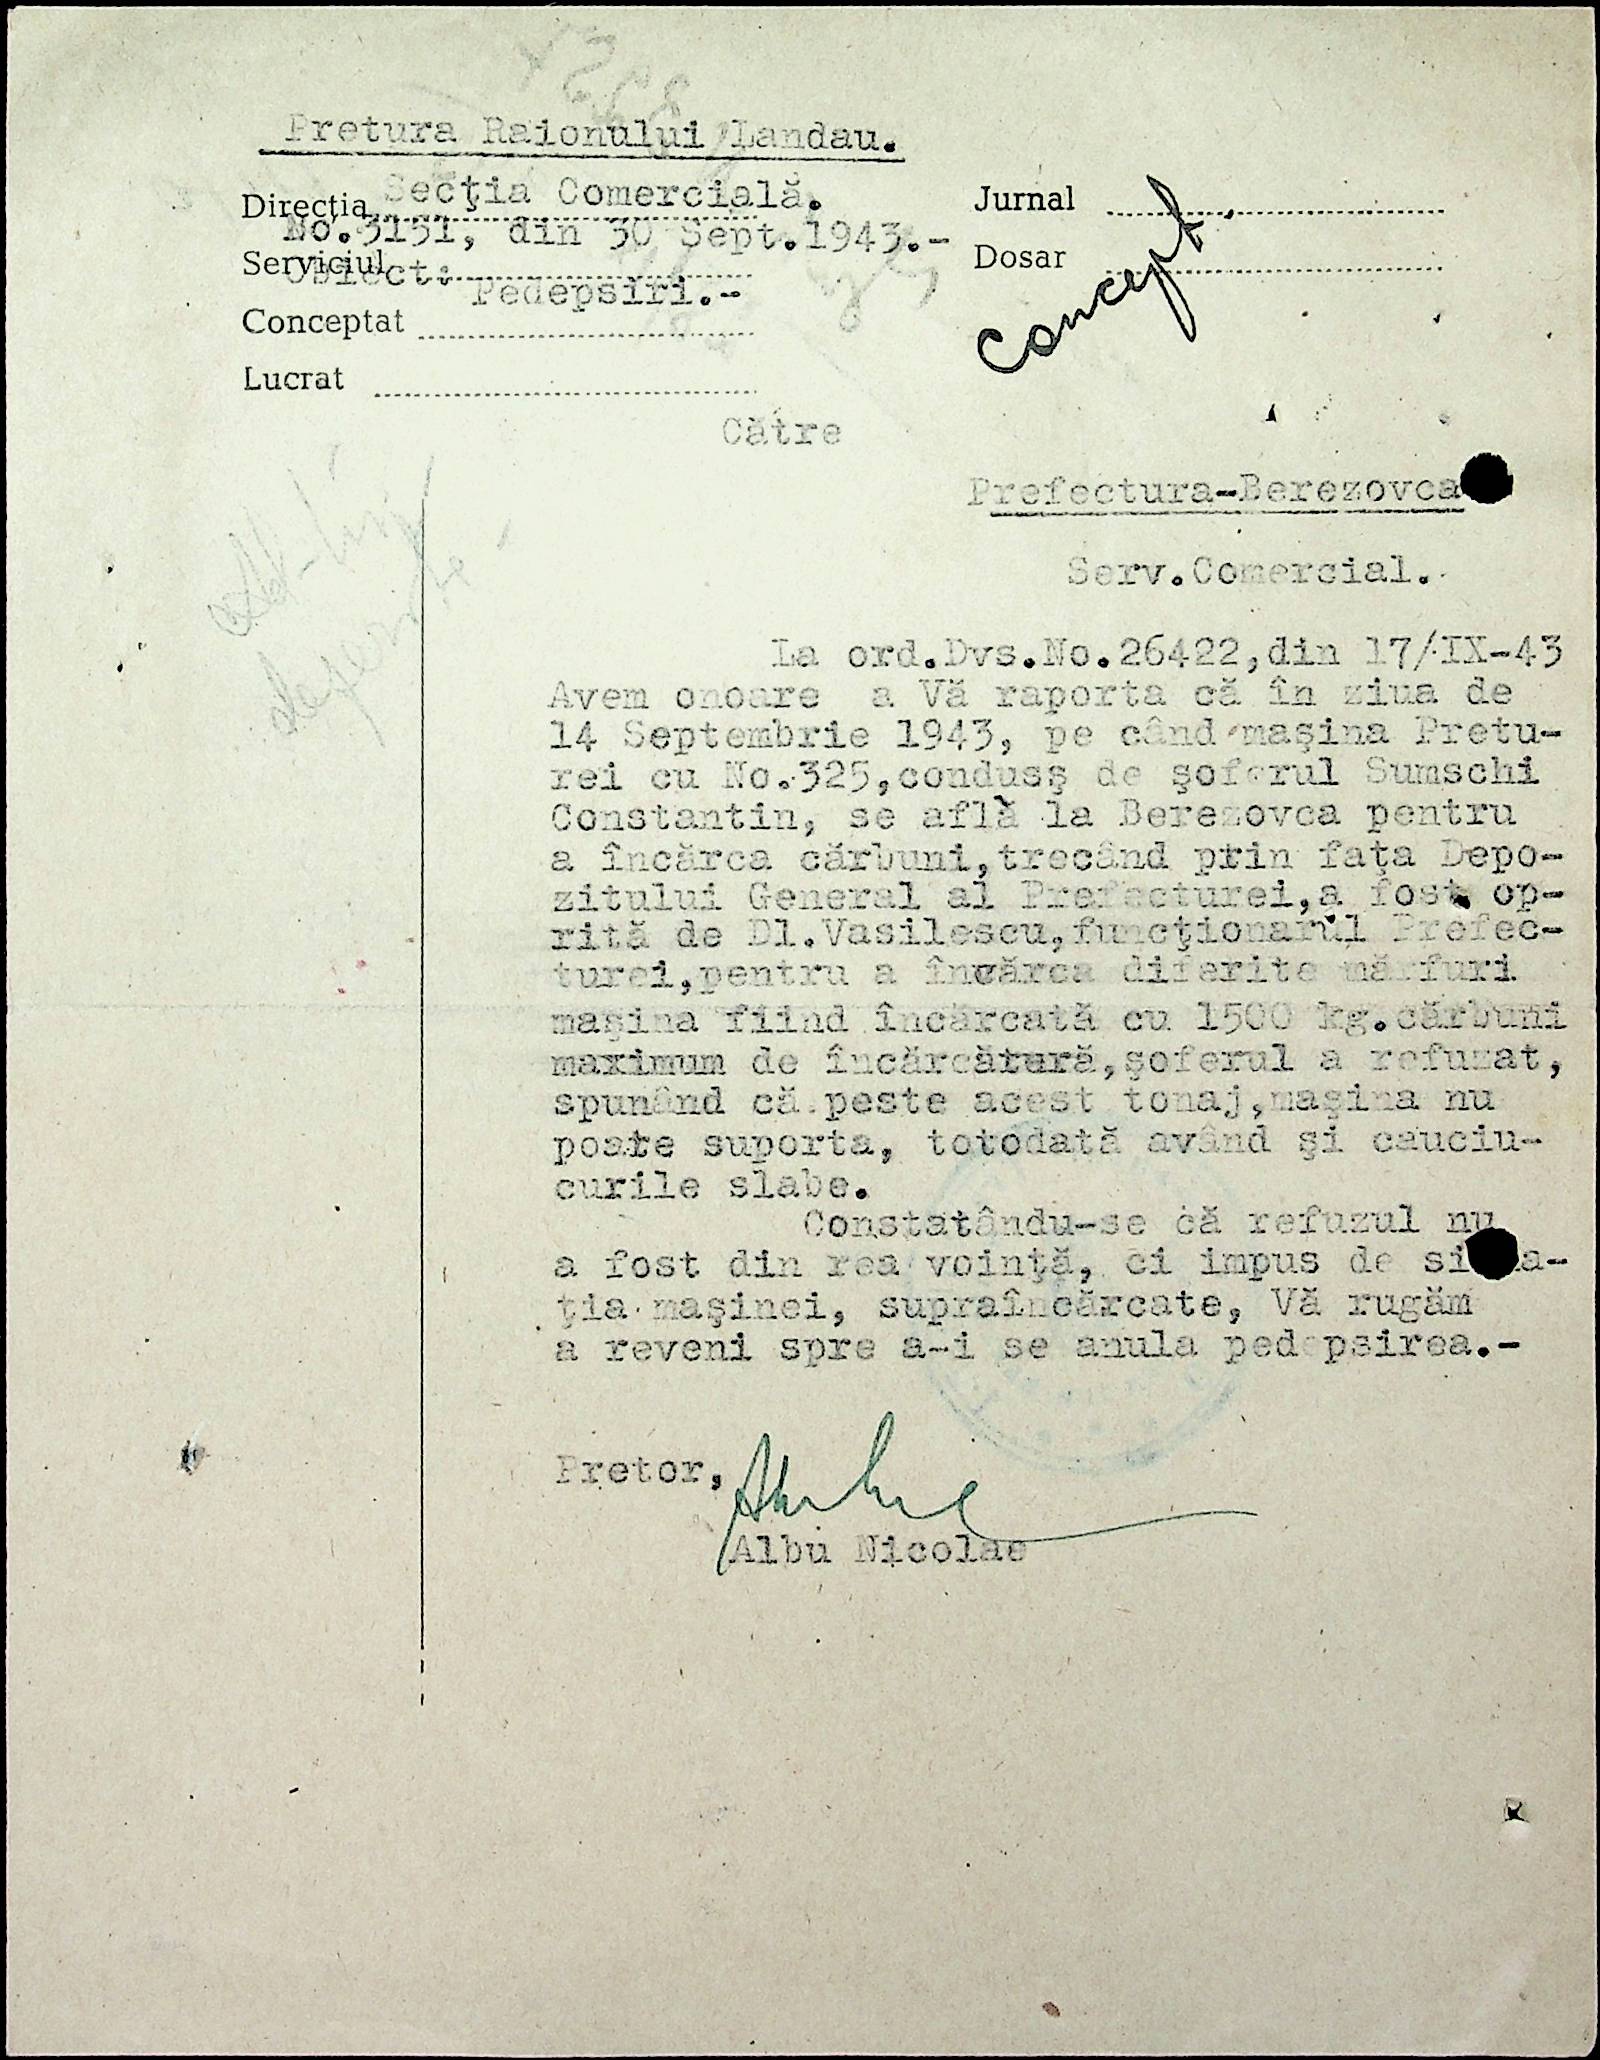 Pretura Raionului Landau.
Direcția Secţia Comercială.
No.3151, din 30 Sept.1943.-
Serviciul
Obiect:
Pedepsiri.-
Conceptat
Lucrat
Jurnal
Dosar
Concept
Către
Prefectura-Berezovca
Serv.Comercial.
La ord.Dvs.No.26422,din 17/IX-43
Avem onoare a Vă raporta că în ziua de
14 Septembrie 1943, pe când maşina Pretu-
rei cu No.325,condusş de şoferul Sumschi
Constantin, se află la Berezovca pentru
a încărca cărbuni,trecând prin faţa Depo-
zitului General al Prefecturei,a fost op-
rită de Dl.Vasilescu,funcţionarul Prefec-
turei,pentru a încărca diferite mărfuri
maşina fiind încărcată cu 1500 kg.cărbuni
maximum de încărcătură,şoferul a refuzat,
spunând că peste acest tonaj,maşina nu
poate suporta, totodată având şi cauciu-
curile slabe.
Constatându-se că refuzul nu
a fost din rea voinţă, ci impus de situa-
ţia maşinei, supraîncărcate, Vă rugăm
a reveni spre a-i se anula pedepsirea.-
Pretor,
Albu Nicolae